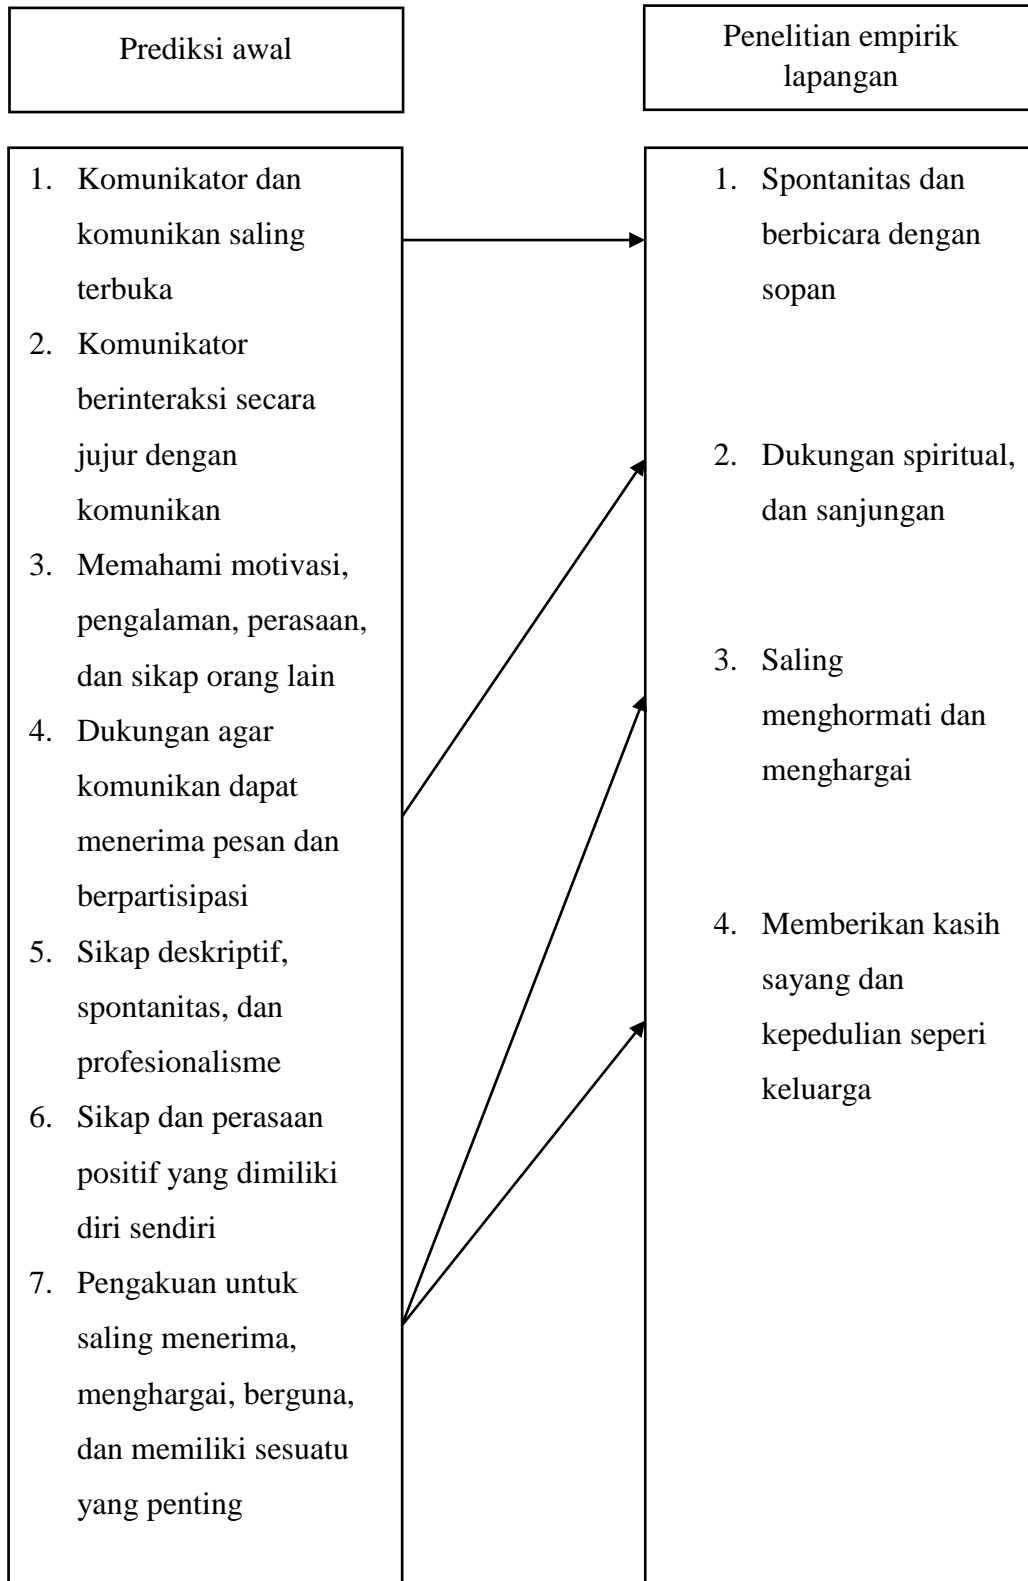 Prediksi awal
Penelitian empirik
lapangan
1. Komunikator dan
komunikan saling
terbuka
2. Komunikator
berinteraksi secara
jujur dengan
komunikan
3. Memahami motivasi,
pengalaman, perasaan,
dan sikap orang lain
4. Dukungan agar
komunikan dapat
menerima pesan dan
berpartisipasi
5. Sikap deskriptif,
spontanitas, dan
profesionalisme
6. Sikap dan perasaan
positif yang dimiliki
diri sendiri
7. Pengakuan untuk
saling menerima,
menghargai, berguna,
dan memiliki sesuatu
yang penting
1. Spontanitas dan
berbicara dengan
sopan
2. Dukungan spiritual,
dan sanjungan
3. Saling
menghormati dan
menghargai
4. Memberikan kasih
sayang dan
kepedulian seperi
keluarga